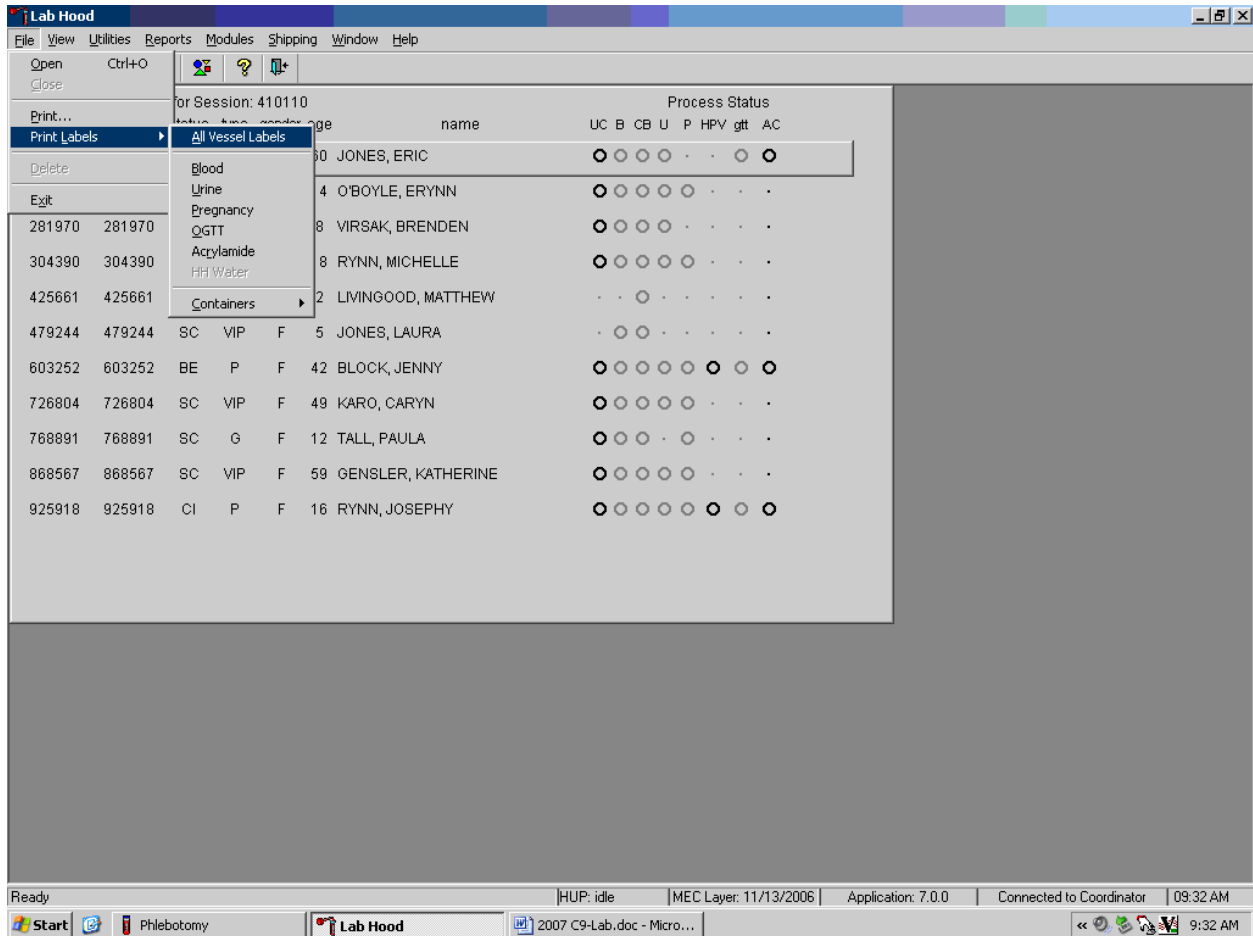 Lab Hood
File View Utilities Reports Modules Shipping Window Help
Open Ctrl+O
Close
Print...
Print Labels
Delete
Exit
All Vessel Labels
Blood
Urine
Pregnancy
OGTT
Acrylamide
HH Water
Containers
for Session: 410110 Process Status
name UC B CB U P HPV gtt AC
JONES, ERIC
4 O'BOYLE, ERYNN
281970 281970 8 VIRSAK, BRENDEN
304390 304390 8 RYNN, MICHELLE
425661 425661 2 LIVINGOOD, MATTHEW
479244 479244 SC VIP F 5 JONES, LAURA
603252 603252 BE P F 42 BLOCK, JENNY
726804 726804 SC VIP F 49 KARO, CARYN
768891 768891 SC G F 12 TALL, PAULA
868567 868567 SC VIP F 59 GENSLER, KATHERINE
925918 925918 CI P F 16 RYNN, JOSEPHY
Ready HUP: idle MEC Layer: 11/13/2006 Application: 7.0.0 Connected to Coordinator 09:32 AM
Start Phlebotomy Lab Hood 2007 C9-Lab.doc - Micro... 9:32 AM